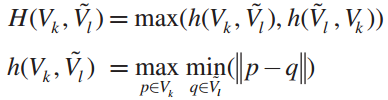 H(V_k, Ṽ_l) = max(h(V_k, Ṽ_l), h(Ṽ_l, V_k))
h(V_k, Ṽ_l) = max_{p∈V_k} min_{q∈Ṽ_l}(‖p − q‖)